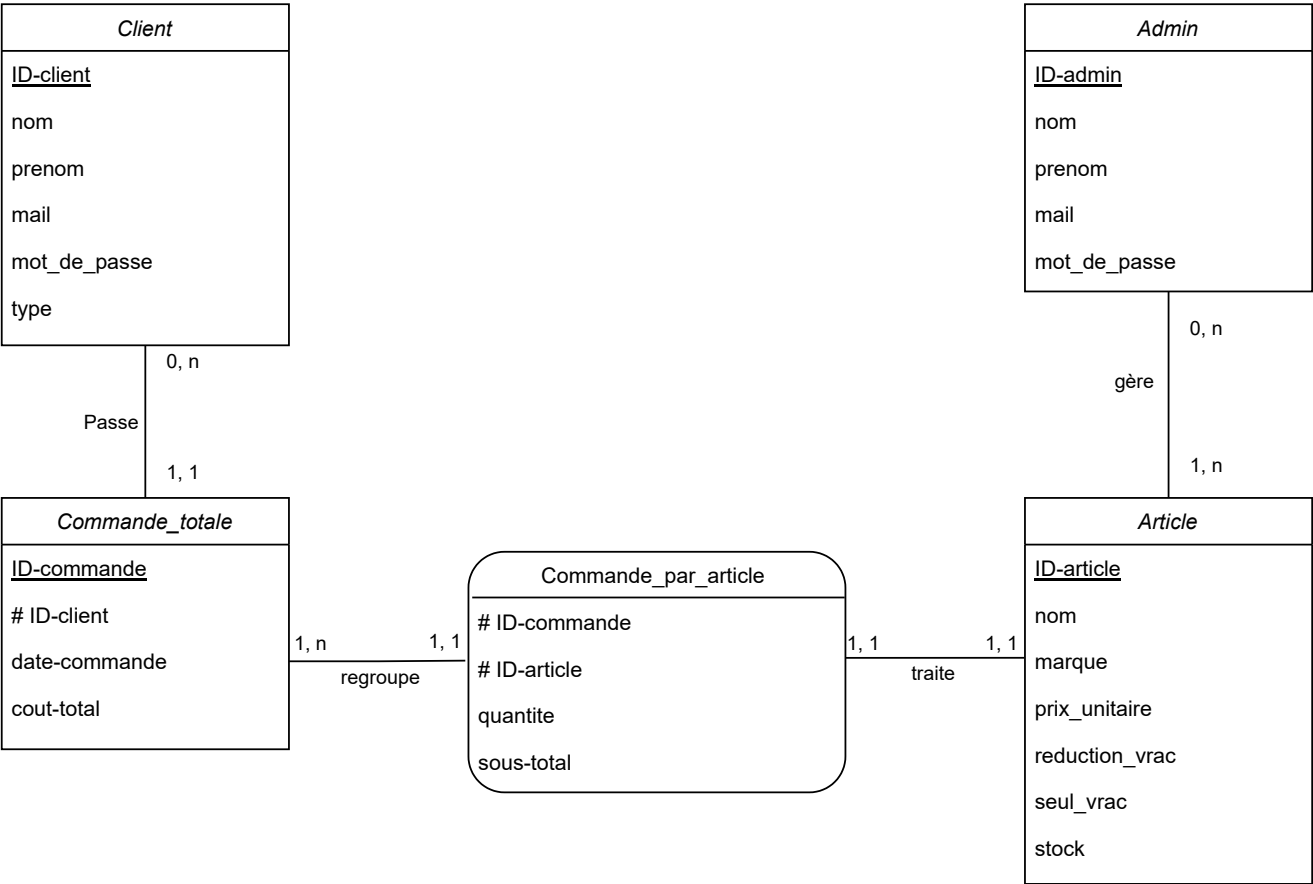 Client
ID-client
nom
prenom
mail
mot_de_passe
type
Admin
ID-admin
nom
prenom
mail
mot_de_passe
0, n
Passe
1, 1
0, n
gère
1, n
Commande_totale
ID-commande
# ID-client
date-commande
cout-total
1, n
regroupe
1, 1
Commande_par_article
# ID-commande
# ID-article
quantite
sous-total
1, 1
traite
1, 1
Article
ID-article
nom
marque
prix_unitaire
reduction_vrac
seul_vrac
stock